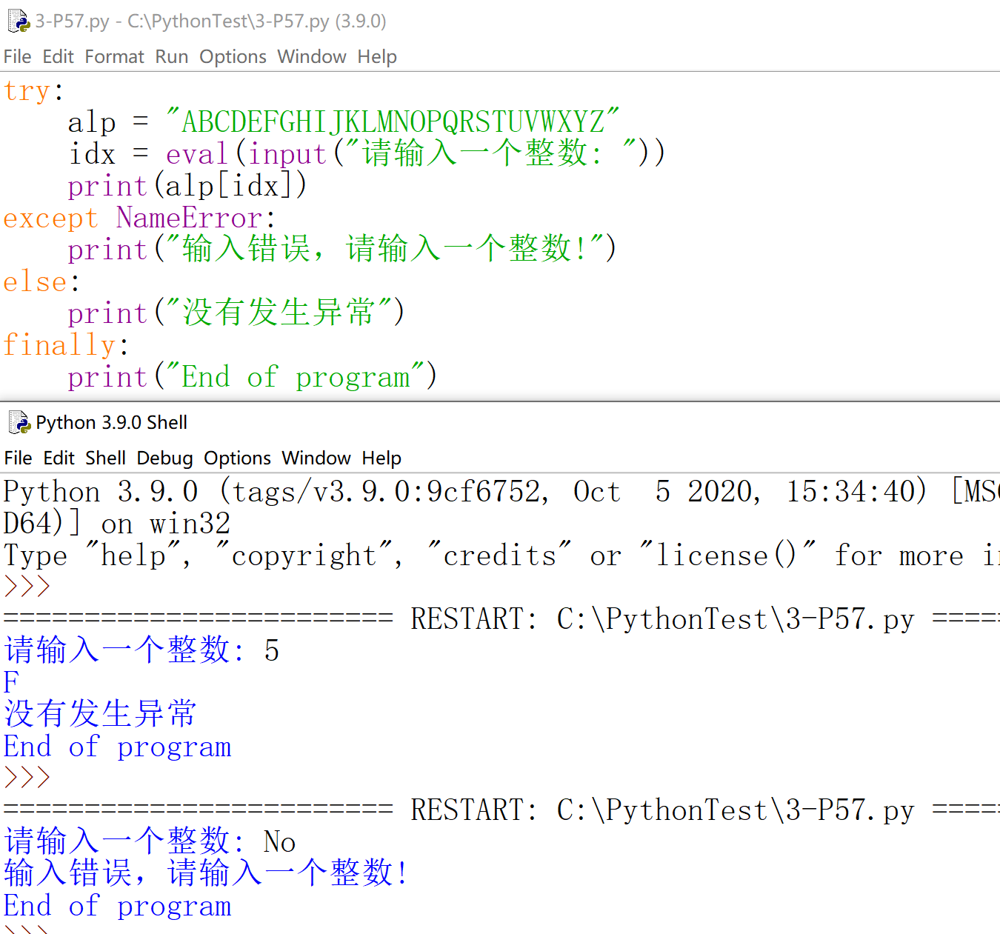 3-P57.py - C:\PythonTest\3-P57.py (3.9.0)
File Edit Format Run Options Window Help
try:
    alp = "ABCDEFGHIJKLMNOPQRSTUVWXYZ"
    idx = eval(input("请输入一个整数: "))
    print(alp[idx])
except NameError:
    print("输入错误，请输入一个整数!")
else:
    print("没有发生异常")
finally:
    print("End of program")
Python 3.9.0 Shell
File Edit Shell Debug Options Window Help
Python 3.9.0 (tags/v3.9.0:9cf6752, Oct  5 2020, 15:34:40) [MS
D64)] on win32
Type "help", "copyright", "credits" or "license()" for more
>>>
======================== RESTART: C:\PythonTest\3-P57.py ====
请输入一个整数: 5
F
没有发生异常
End of program
>>>
======================== RESTART: C:\PythonTest\3-P57.py ====
请输入一个整数: No
输入错误，请输入一个整数!
End of program
>>>